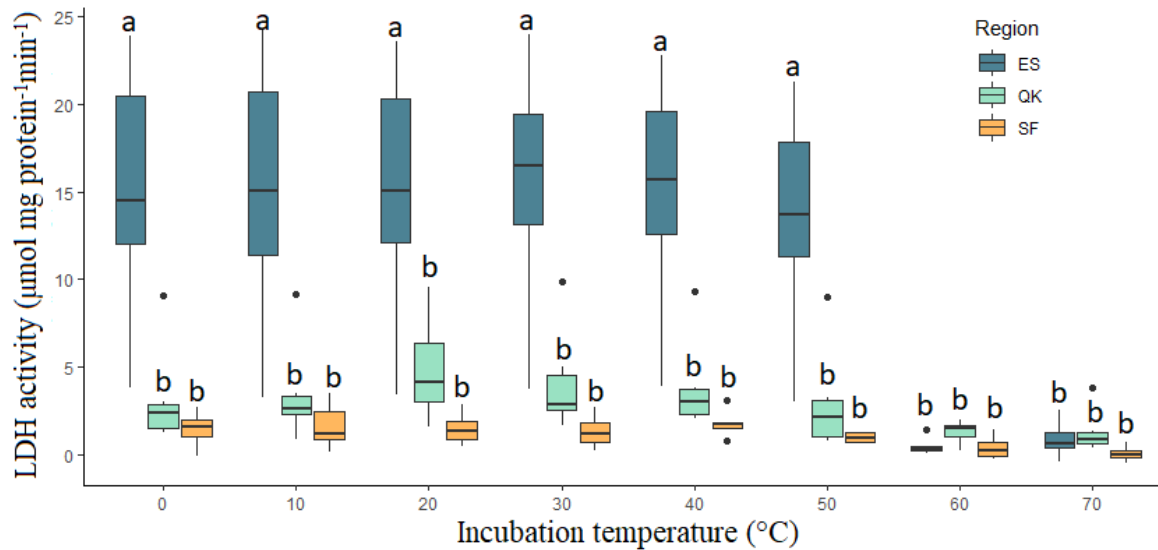 LDH activity (μmol mg protein⁻¹min⁻¹)
25
20
15
10
5
0
a a a a a a
b b b b b b b b b b b b b b b b b b
Region
ES
QK
SF
0 10 20 30 40 50 60 70
Incubation temperature (°C)